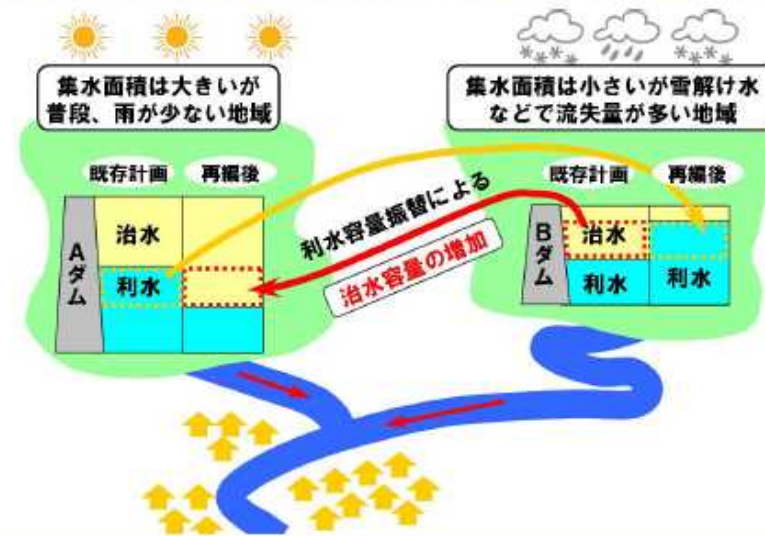 集水面積は大きいが
普段、雨が少ない地域
集水面積は小さいが雪解け水
などで流失量が多い地域
既存計画
再編後
Aダム
治水
利水
利水容量振替による
治水容量の増加
既存計画
再編後
Bダム
治水
利水
利水